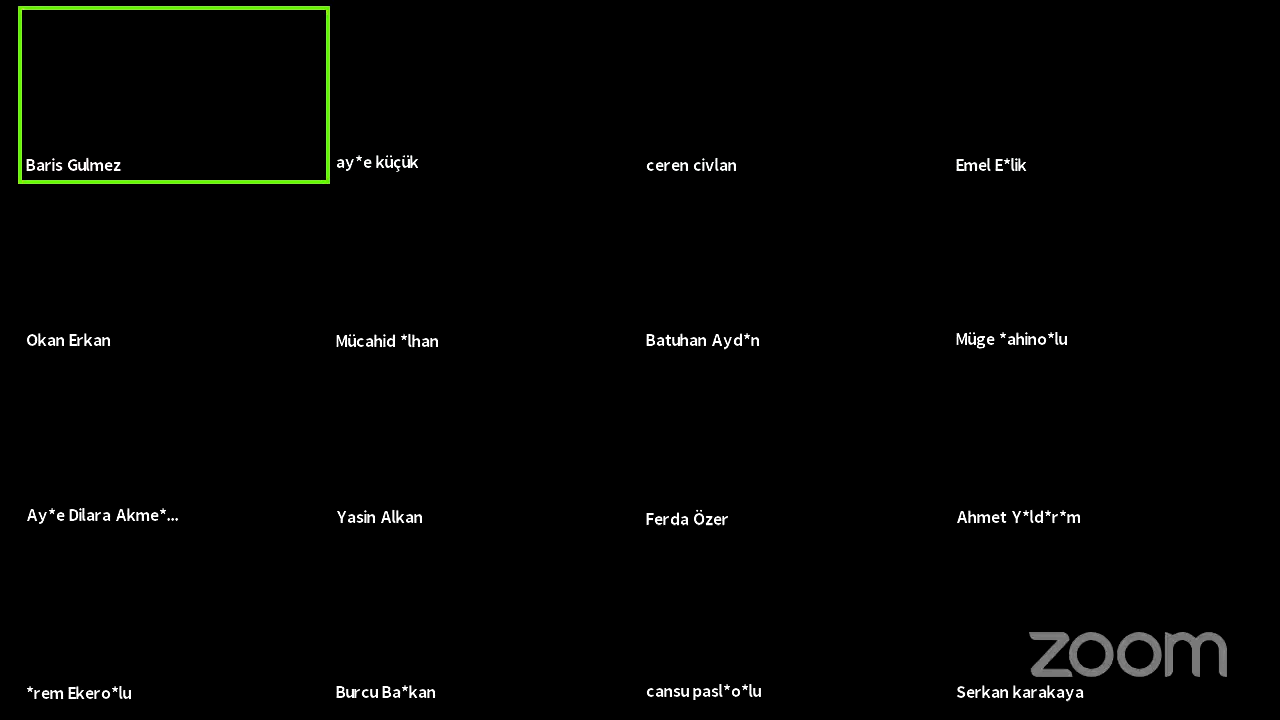 Baris Gulmez
ay*e küçük
ceren civlan
Emel E*lik
Okan Erkan
Mücahid *lhan
Batuhan Ayd*n
Müge *ahino*lu
Ay*e Dilara Akme*...
Yasin Alkan
Ferda Özer
Ahmet Y*ld*r*m
*rem Ekero*lu
Burcu Ba*kan
cansu pasl*o*lu
Serkan karakaya
zoom